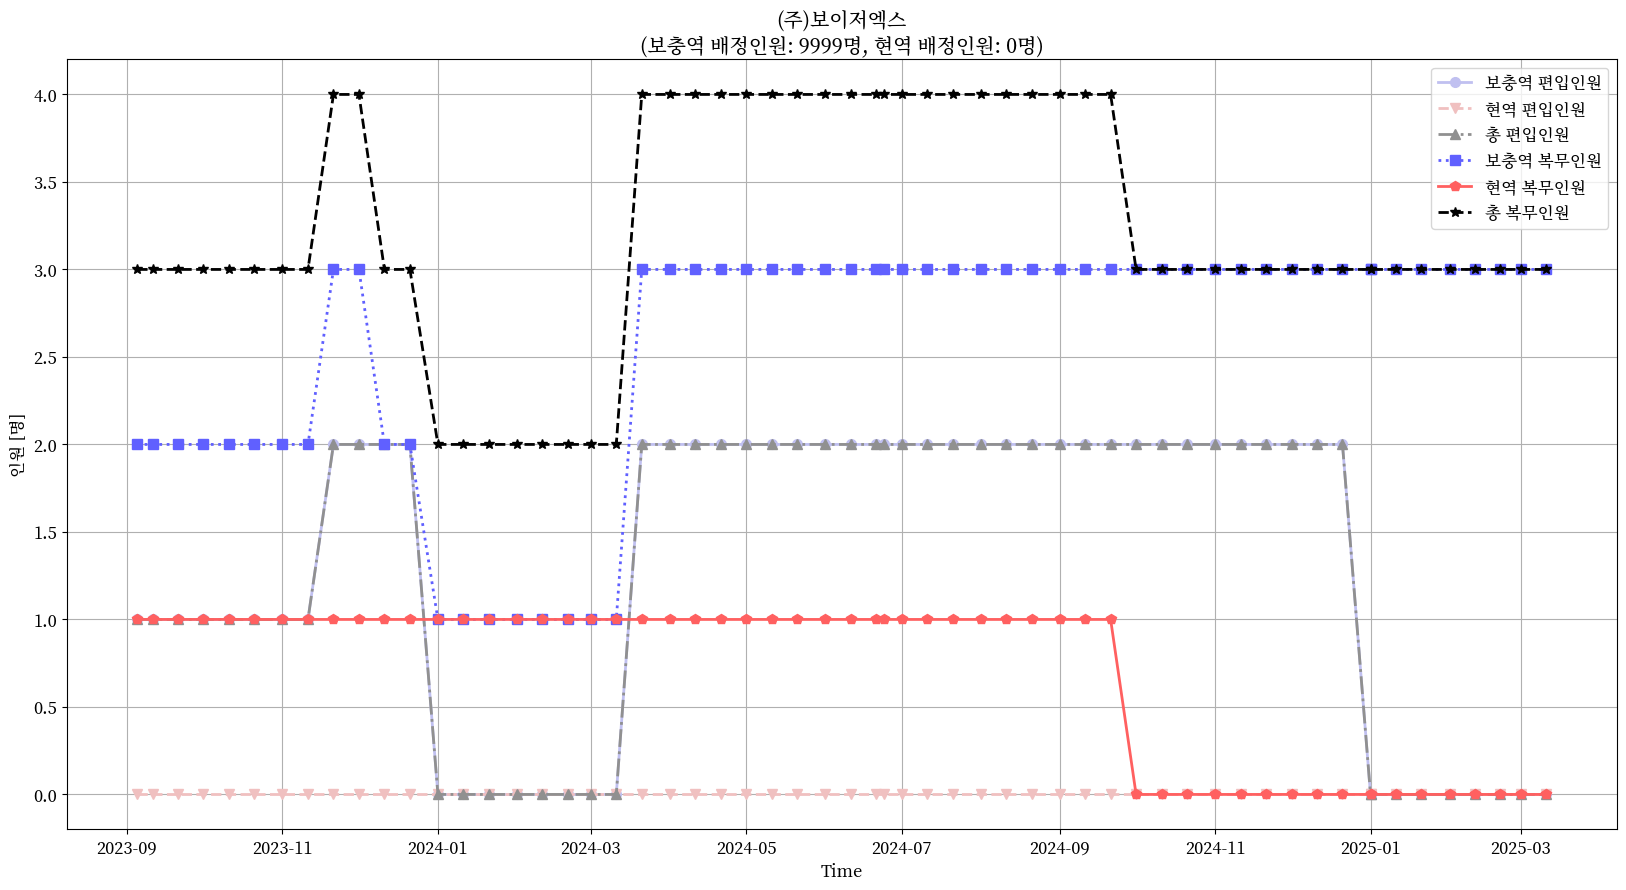 (주)보이저엑스
(보충역 배정인원: 9999명, 현역 배정인원: 0명)
보충역 편입인원
현역 편입인원
총 편입인원
보충역 복무인원
현역 복무인원
총 복무인원
인원 [명]
4.0
3.5
3.0
2.5
2.0
1.5
1.0
0.5
0.0
2023-09 2023-11 2024-01 2024-03 2024-05 2024-07 2024-09 2024-11 2025-01 2025-03
Time